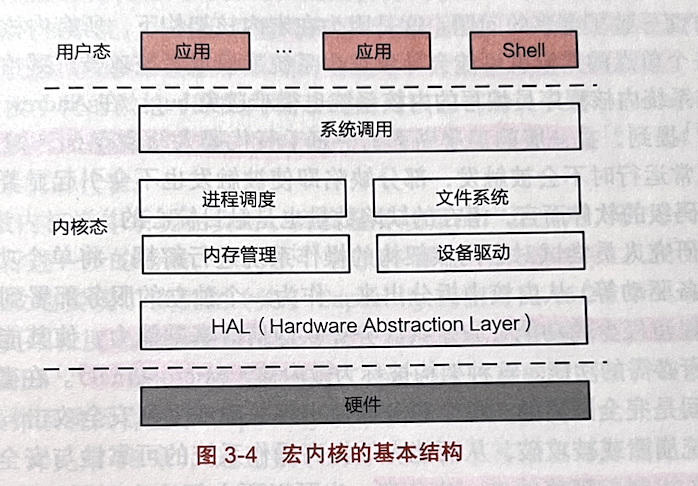 用户态 应用 … 应用 Shell
系统调用
进程调度 文件系统
内核态
内存管理 设备驱动
HAL（Hardware Abstraction Layer）
硬件
图 3-4 宏内核的基本结构